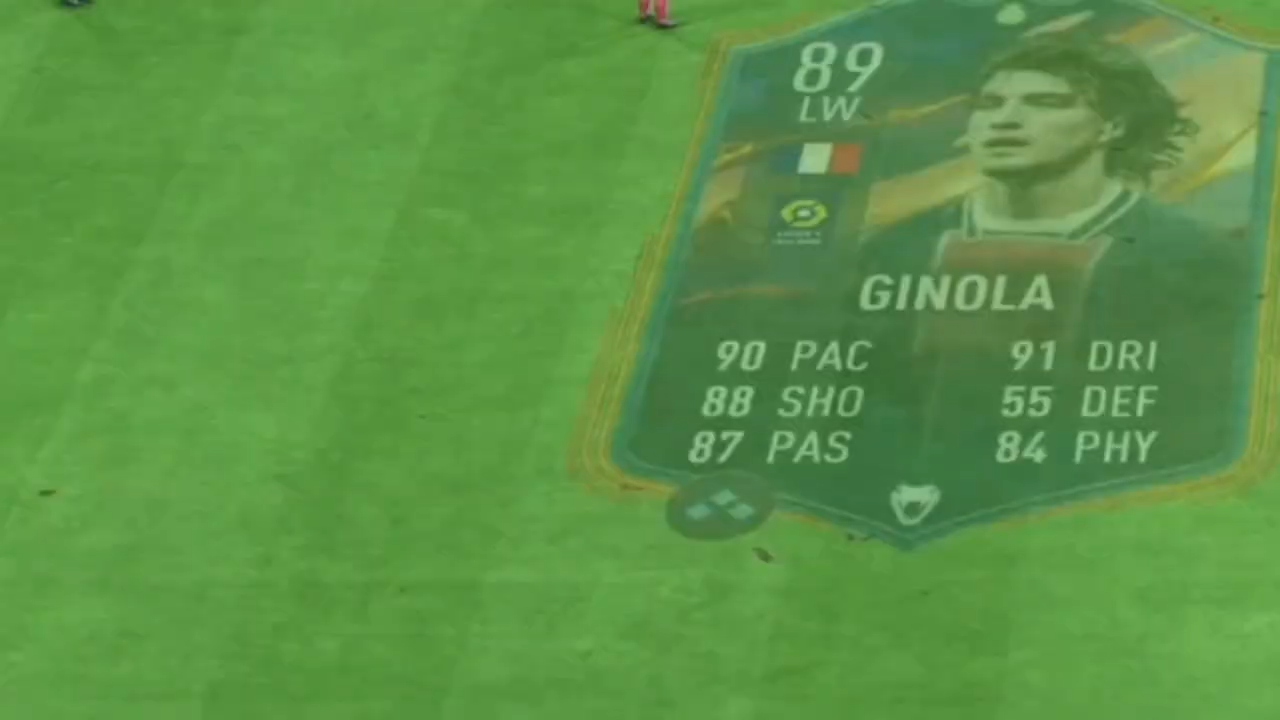 89
LW
GINOLA
90 PAC 91 DRI
88 SHO 55 DEF
87 PAS 84 PHY